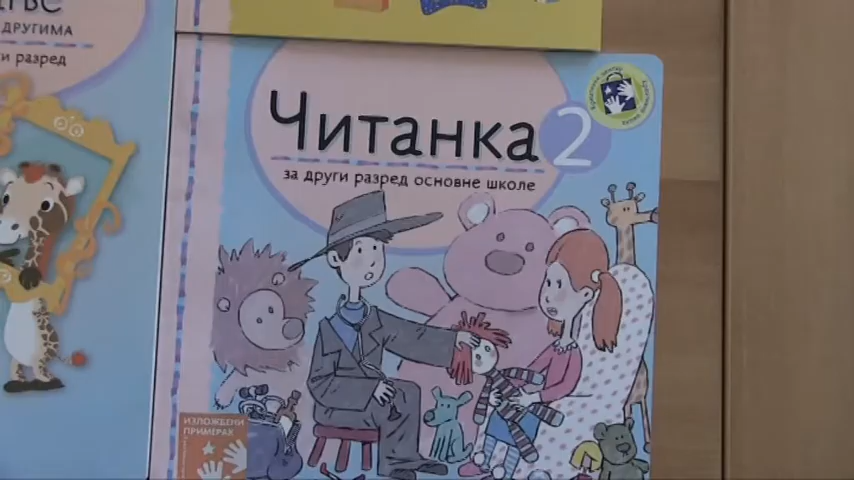 ДРУГИМА
и разред
Читанка 2
за други разред основне школе
ИЗЛОЖБЕНИ
ПРИМЕРАК